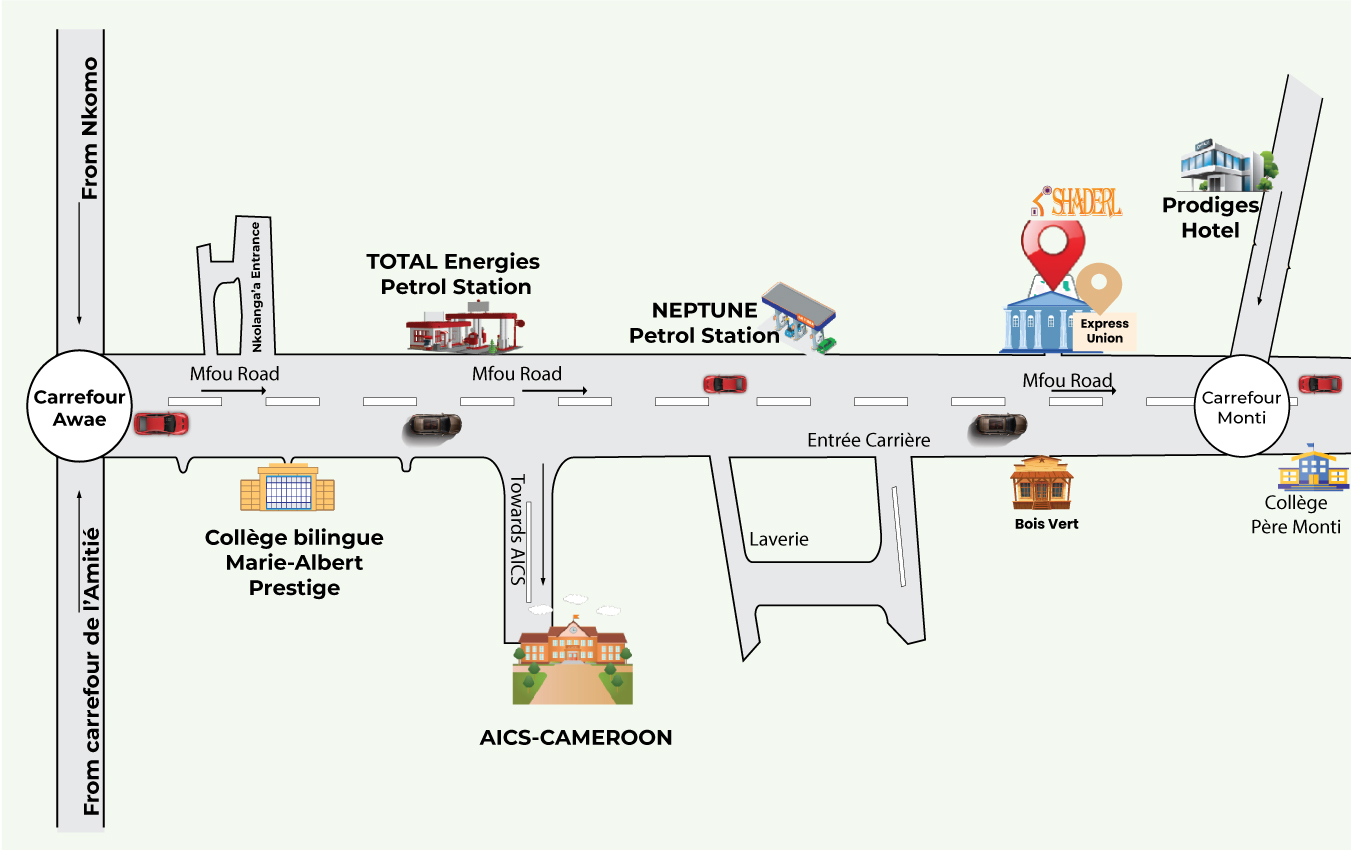 From Nkomo
Prodiges
Hotel
SHADERL
Nkolanga'a Entrance
TOTAL Energies
Petrol Station
NEPTUNE
Petrol Station
Express
Union
Mfou Road
Mfou Road
Mfou Road
Carrefour
Awae
Carrefour
Monti
Entrée Carrière
Towards AICS
Collège
Père Monti
Bois Vert
Laverie
Collège bilingue
Marie-Albert
Prestige
From carrefour de l'Amitié
AICS-CAMEROON